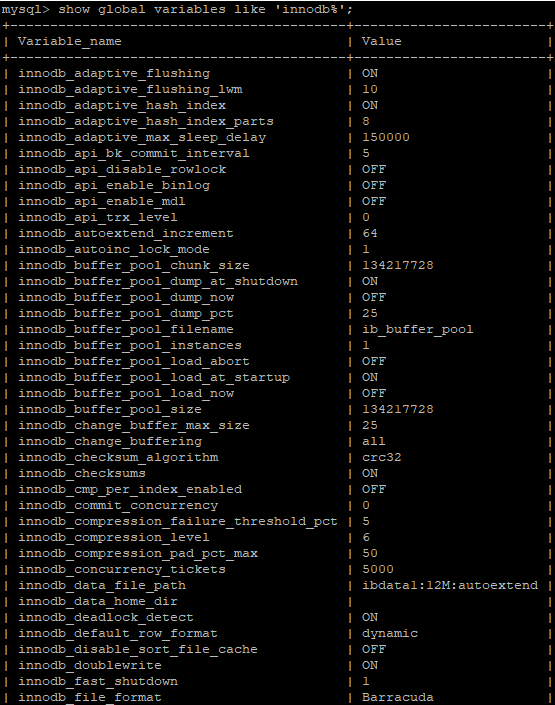 mysql> show global variables like 'innodb%';
+----------------------------------------+------------------------+
| Variable_name | Value |
+----------------------------------------+------------------------+
| innodb_adaptive_flushing | ON |
| innodb_adaptive_flushing_lwm | 10 |
| innodb_adaptive_hash_index | ON |
| innodb_adaptive_hash_index_parts | 8 |
| innodb_adaptive_max_sleep_delay | 150000 |
| innodb_api_bk_commit_interval | 5 |
| innodb_api_disable_rowlock | OFF |
| innodb_api_enable_binlog | OFF |
| innodb_api_enable_mdl | OFF |
| innodb_api_trx_level | 0 |
| innodb_autoextend_increment | 64 |
| innodb_autoinc_lock_mode | 1 |
| innodb_buffer_pool_chunk_size | 134217728 |
| innodb_buffer_pool_dump_at_shutdown | ON |
| innodb_buffer_pool_dump_now | OFF |
| innodb_buffer_pool_dump_pct | 25 |
| innodb_buffer_pool_filename | ib_buffer_pool |
| innodb_buffer_pool_instances | 1 |
| innodb_buffer_pool_load_abort | OFF |
| innodb_buffer_pool_load_at_startup | ON |
| innodb_buffer_pool_load_now | OFF |
| innodb_buffer_pool_size | 134217728 |
| innodb_change_buffer_max_size | 25 |
| innodb_change_buffering | all |
| innodb_checksum_algorithm | crc32 |
| innodb_checksums | ON |
| innodb_cmp_per_index_enabled | OFF |
| innodb_commit_concurrency | 0 |
| innodb_compression_failure_threshold_pct | 5 |
| innodb_compression_level | 6 |
| innodb_compression_pad_pct_max | 50 |
| innodb_concurrency_tickets | 5000 |
| innodb_data_file_path | ibdata1:12M:autoextend |
| innodb_data_home_dir | |
| innodb_deadlock_detect | ON |
| innodb_default_row_format | dynamic |
| innodb_disable_sort_file_cache | OFF |
| innodb_doublewrite | ON |
| innodb_fast_shutdown | 1 |
| innodb_file_format | Barracuda |